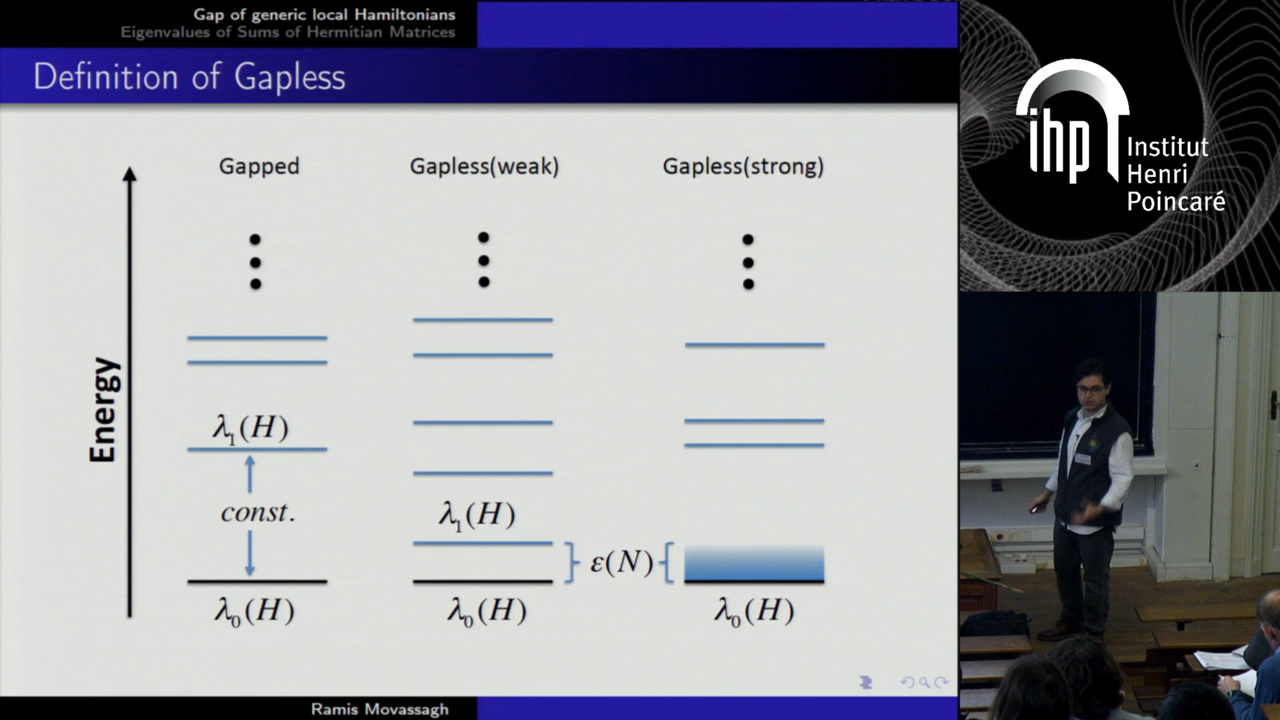 Gap of generic local Hamiltonians
Eigenvalues of Sums of Hermitian Matrices
Definition of Gapless
Gapped
Gapless(weak)
Gapless(strong)
Energy
λ₁(H)
const.
λ₀(H)
λ₁(H)
λ₀(H)
ε(N)
λ₀(H)
Ramis Movassagh
ihp
Institut
Henri
Poincaré